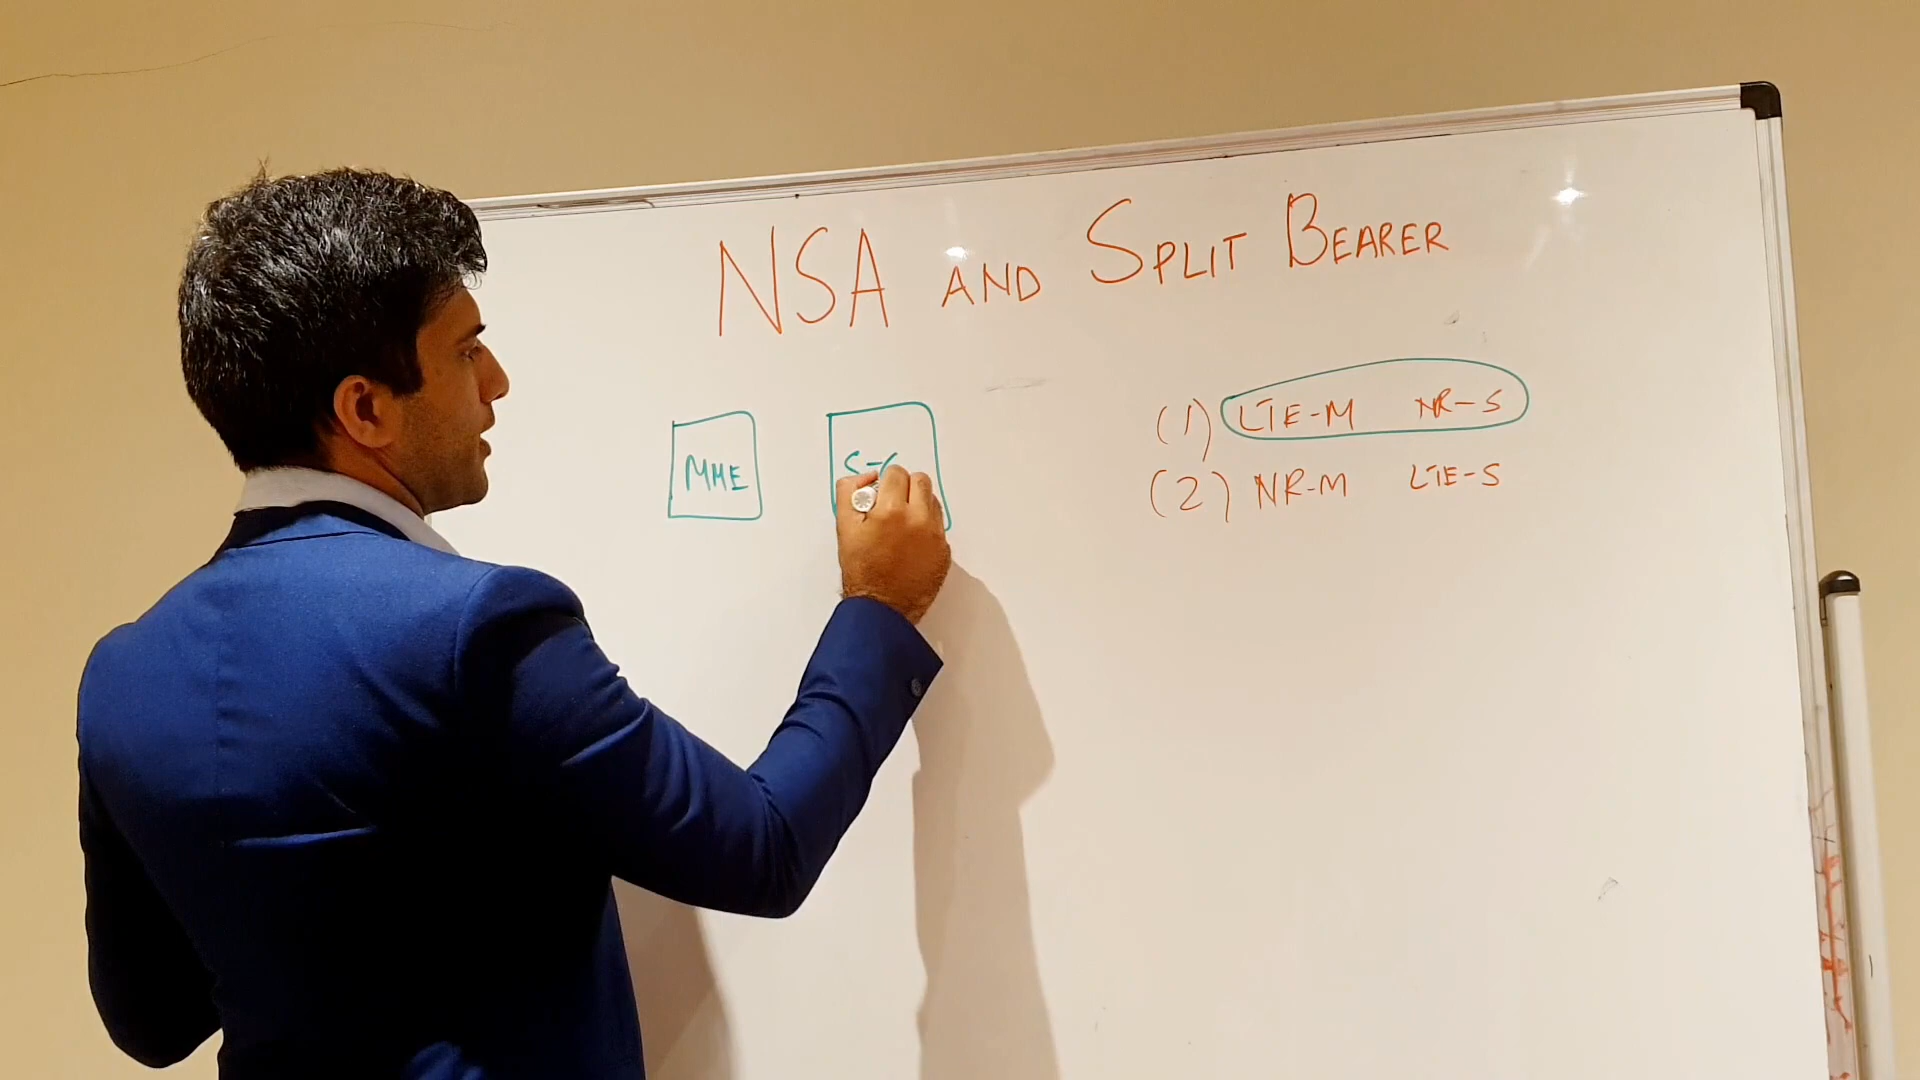 NSA AND SPLIT BEARER
(1) LTE-M NR-S
MME
(2) NR-M LTE-S